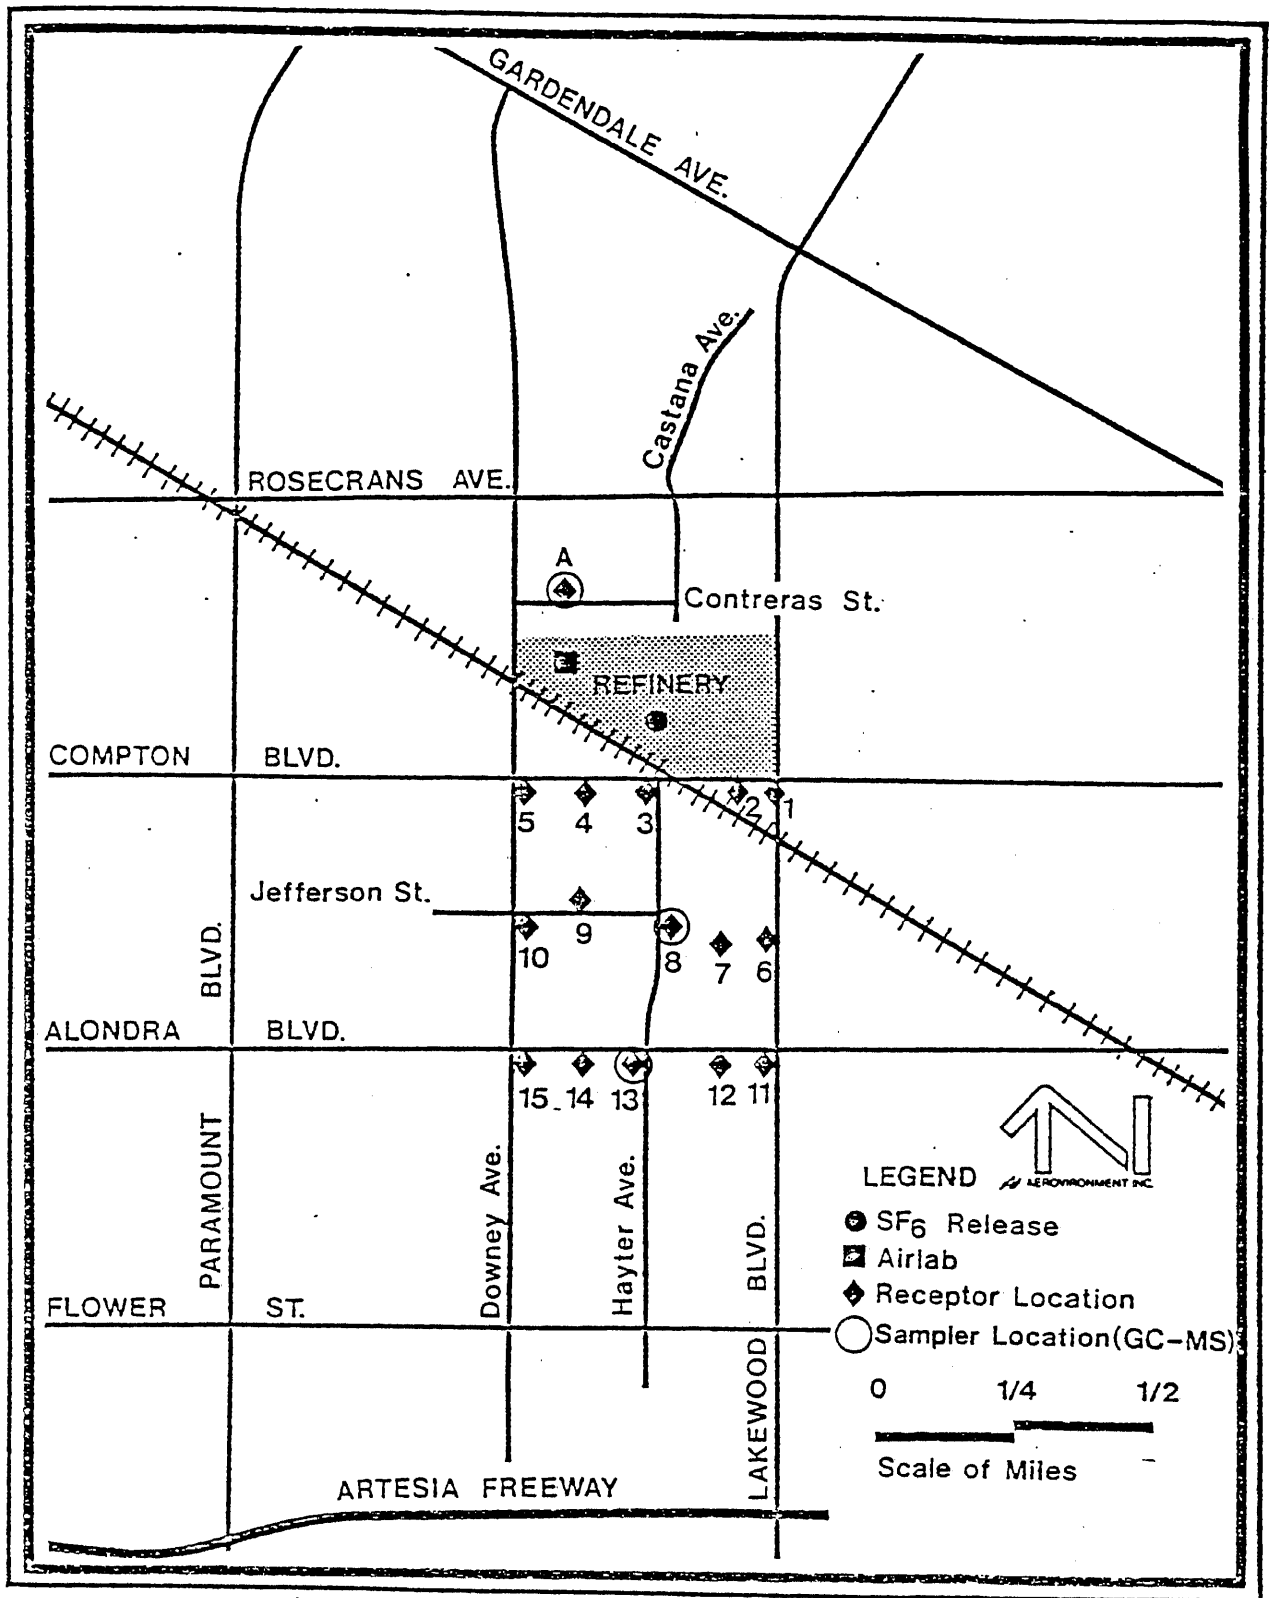 GARDENDALE AVE.
Castana Ave.
ROSECRANS AVE.
A
Contreras St.
REFINERY
COMPTON BLVD.
5 4 3 2 1
Jefferson St.
10 9 8 7 6
BLVD.
ALONDRA BLVD.
15 14 13 12 11
PARAMOUNT
Downey Ave.
Hayter Ave.
LAKEWOOD BLVD.
N
AEROVIRONMENT INC.
LEGEND
SF6 Release
Airlab
Receptor Location
Sampler Location(GC-MS)
FLOWER ST.
0 1/4 1/2
Scale of Miles
ARTESIA FREEWAY